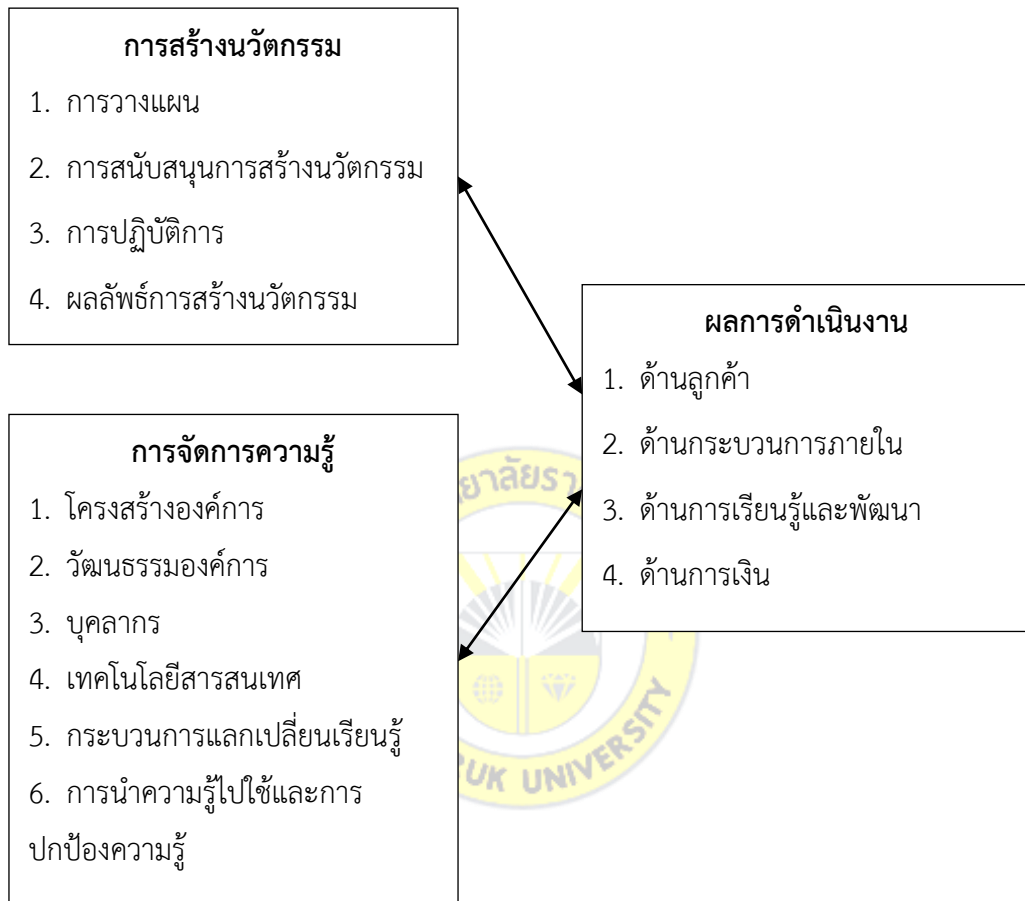 การสร้างนวัตกรรม
1. การวางแผน
2. การสนับสนุนการสร้างนวัตกรรม
3. การปฏิบัติการ
4. ผลลัพธ์การสร้างนวัตกรรม
ผลการดำเนินงาน
1. ด้านลูกค้า
2. ด้านกระบวนการภายใน
3. ด้านการเรียนรู้และพัฒนา
4. ด้านการเงิน
การจัดการความรู้
1. โครงสร้างองค์การ
2. วัฒนธรรมองค์การ
3. บุคลากร
4. เทคโนโลยีสารสนเทศ
5. กระบวนการแลกเปลี่ยนเรียนรู้
6. การนำความรู้ไปใช้และการ
ปกป้องความรู้